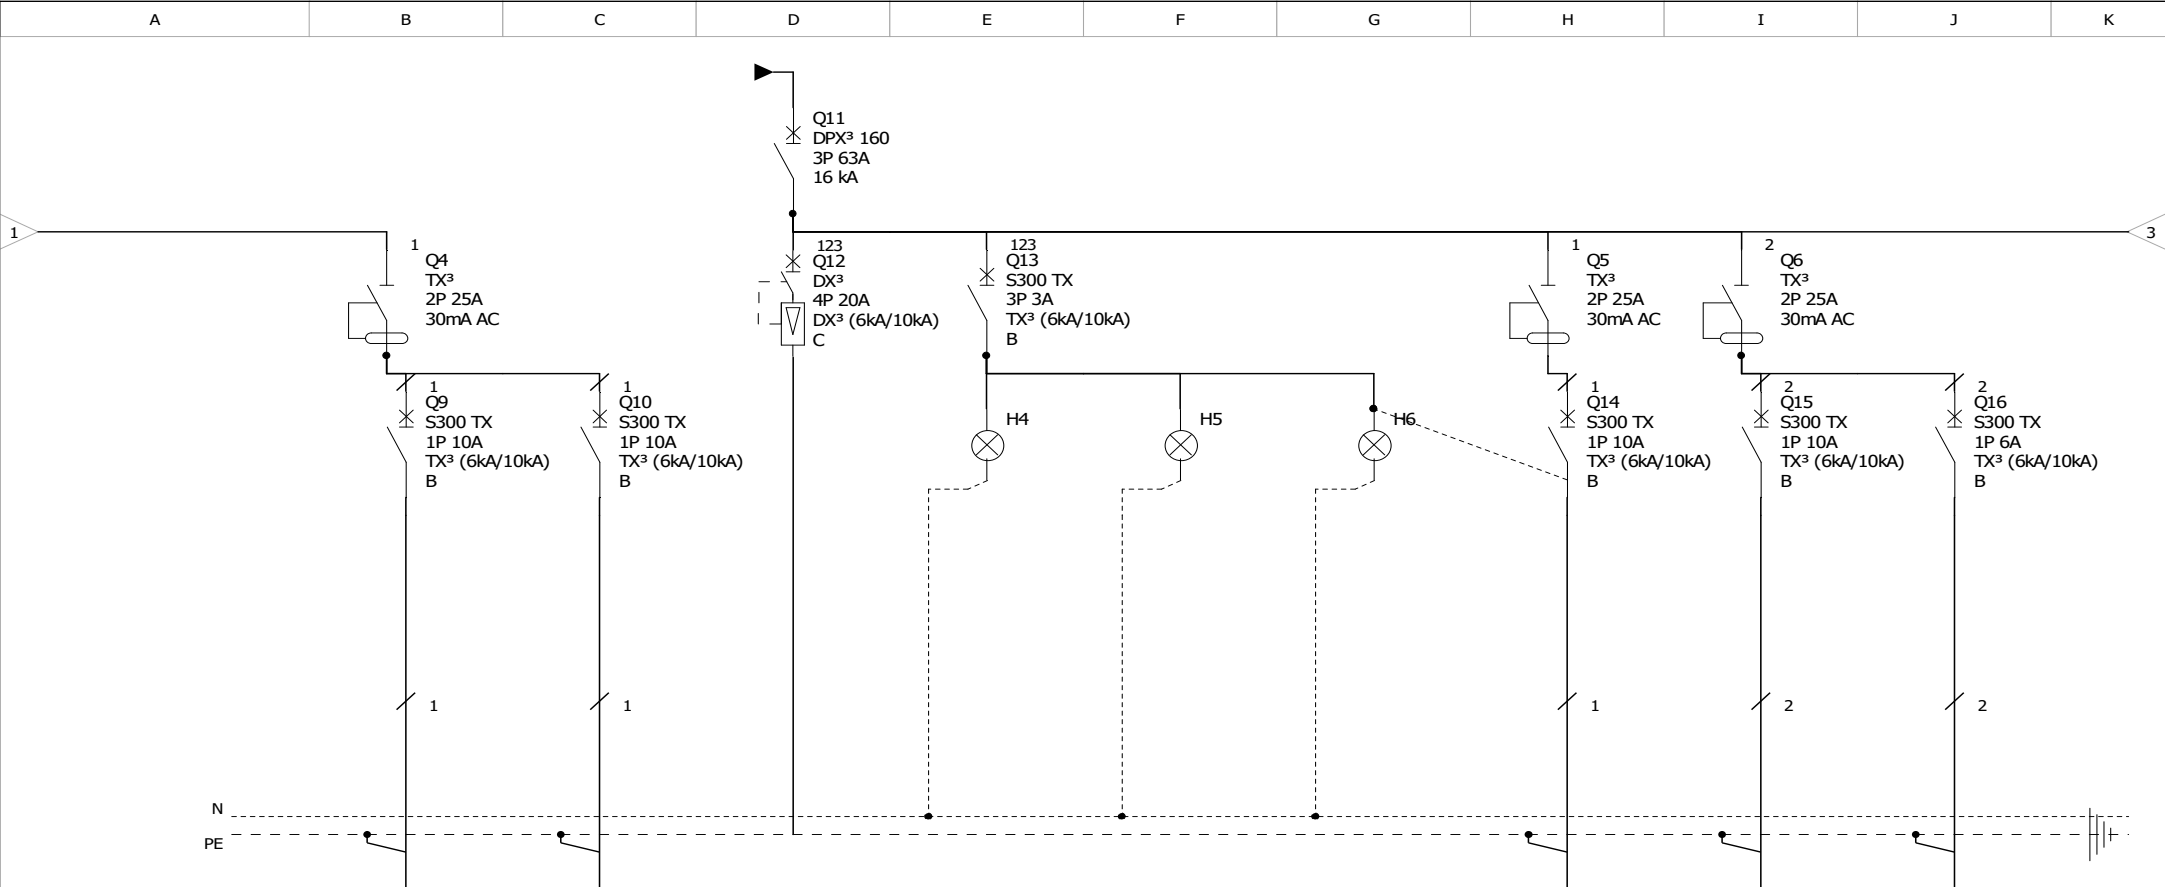 A B C D E F G H I J K
Q11
DPX³ 160
3P 63A
16 kA
1
3
1
Q4
TX³
2P 25A
30mA AC
123
Q12
DX³
4P 20A
DX³ (6kA/10kA)
C
123
Q13
S300 TX
3P 3A
TX³ (6kA/10kA)
B
1
Q5
TX³
2P 25A
30mA AC
2
Q6
TX³
2P 25A
30mA AC
1
Q9
S300 TX
1P 10A
TX³ (6kA/10kA)
B
1
Q10
S300 TX
1P 10A
TX³ (6kA/10kA)
B
H4
H5
H6
1
Q14
S300 TX
1P 10A
TX³ (6kA/10kA)
B
2
Q15
S300 TX
1P 10A
TX³ (6kA/10kA)
B
2
Q16
S300 TX
1P 6A
TX³ (6kA/10kA)
B
1
1
1
2
2
N
PE